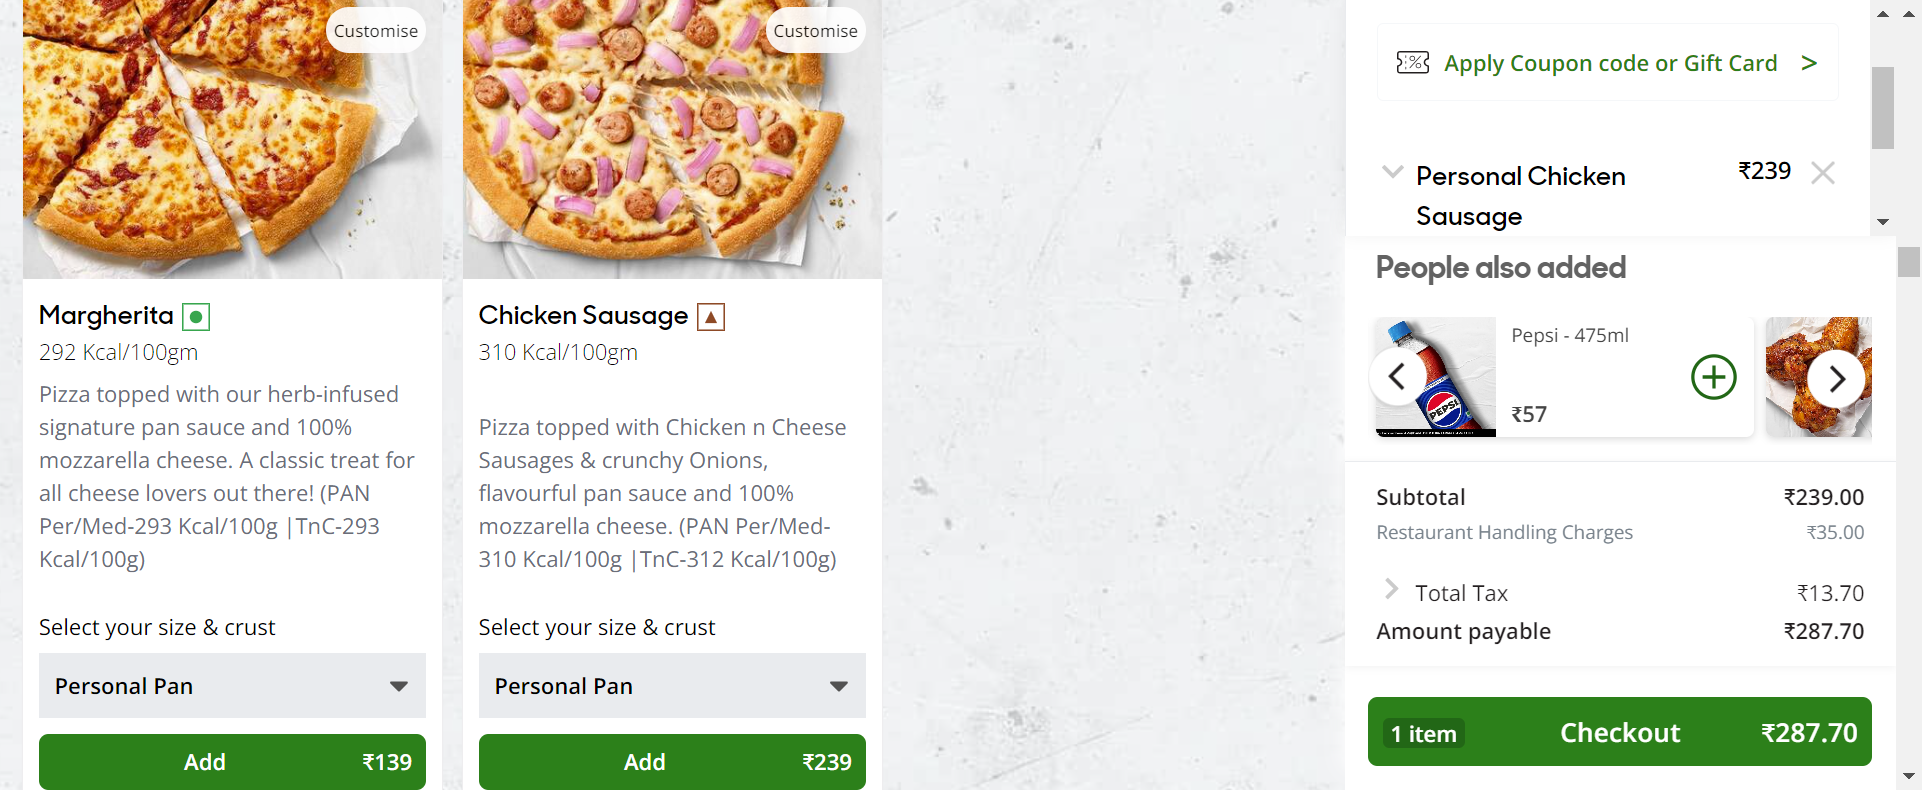 Customise
Margherita
292 Kcal/100gm
Pizza topped with our herb-infused
signature pan sauce and 100%
mozzarella cheese. A classic treat for
all cheese lovers out there! (PAN
Per/Med-293 Kcal/100g |TnC-293
Kcal/100g)
Select your size & crust
Personal Pan
Add ₹139
Customise
Chicken Sausage
310 Kcal/100gm
Pizza topped with Chicken n Cheese
Sausages & crunchy Onions,
flavourful pan sauce and 100%
mozzarella cheese. (PAN Per/Med-
310 Kcal/100g |TnC-312 Kcal/100g)
Select your size & crust
Personal Pan
Add ₹239
Apply Coupon code or Gift Card >
Personal Chicken ₹239
Sausage
People also added
Pepsi - 475ml
PEPSI
₹57
Subtotal ₹239.00
Restaurant Handling Charges ₹35.00
Total Tax ₹13.70
Amount payable ₹287.70
1 item Checkout ₹287.70